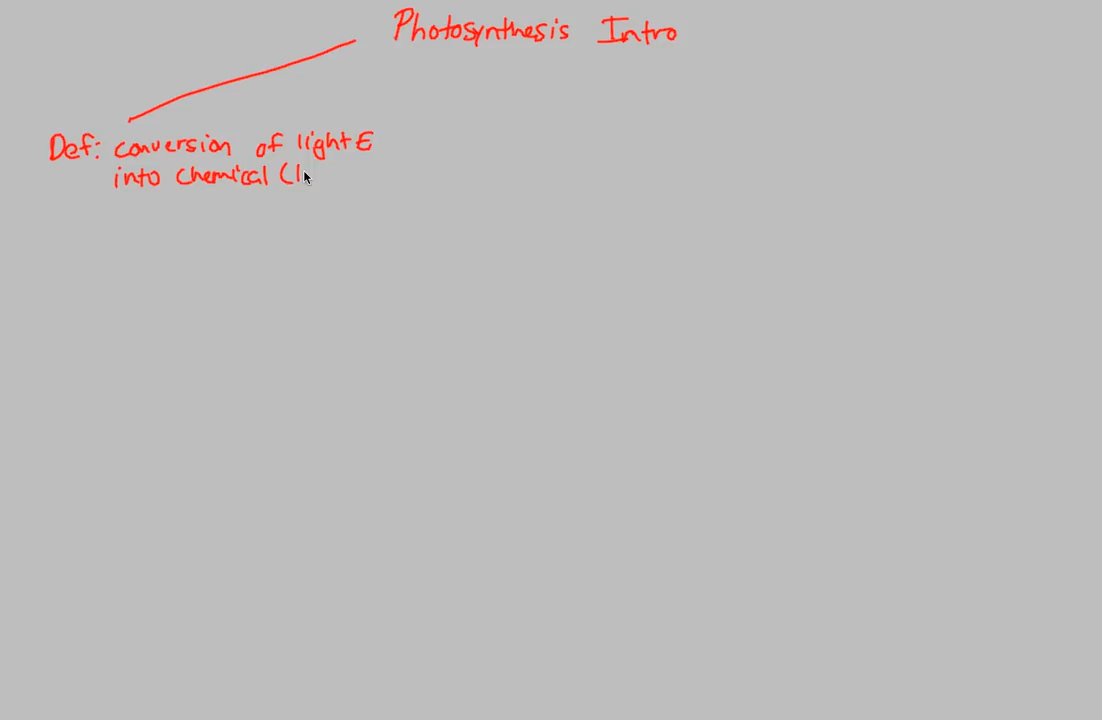 Photosynthesis Intro
Def: conversion of light E
into chemical (